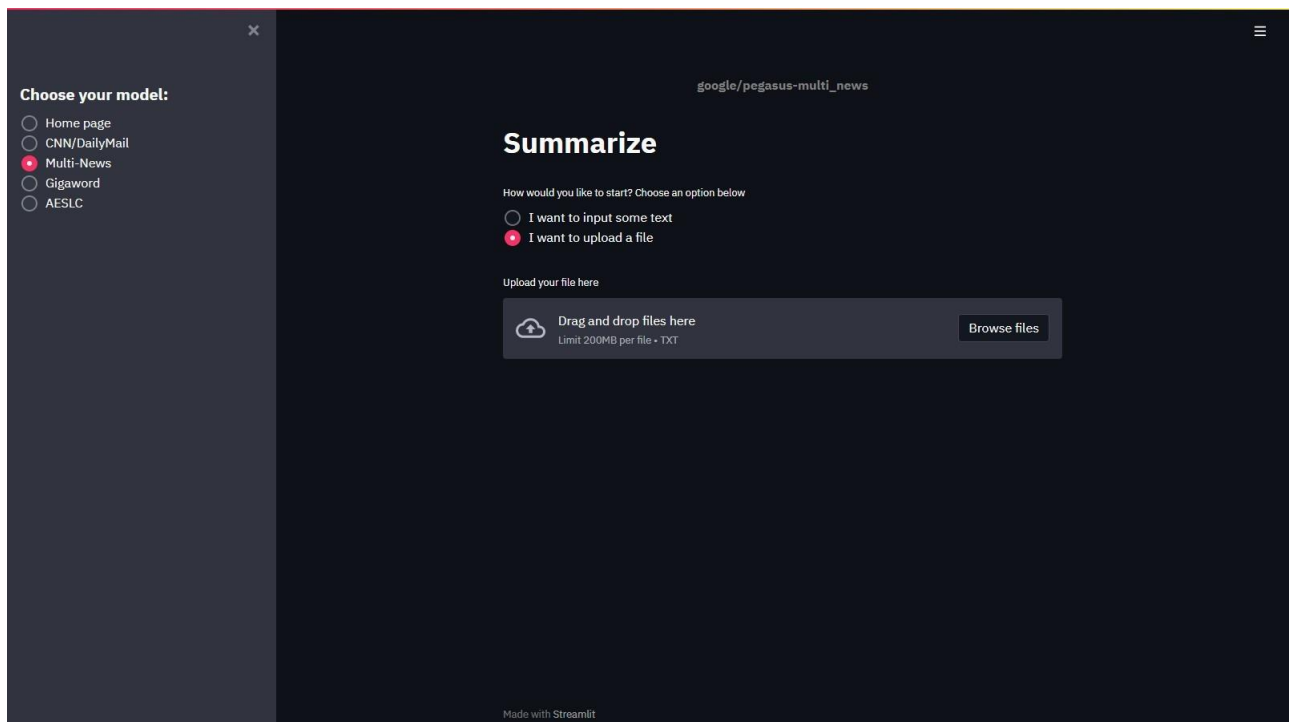 Choose your model:
Home page
CNN/DailyMail
Multi-News
Gigaword
AESLC
google/pegasus-multi_news
Summarize
How would you like to start? Choose an option below
I want to input some text
I want to upload a file
Upload your file here
Drag and drop files here
Limit 200MB per file • TXT
Browse files
Made with Streamlit